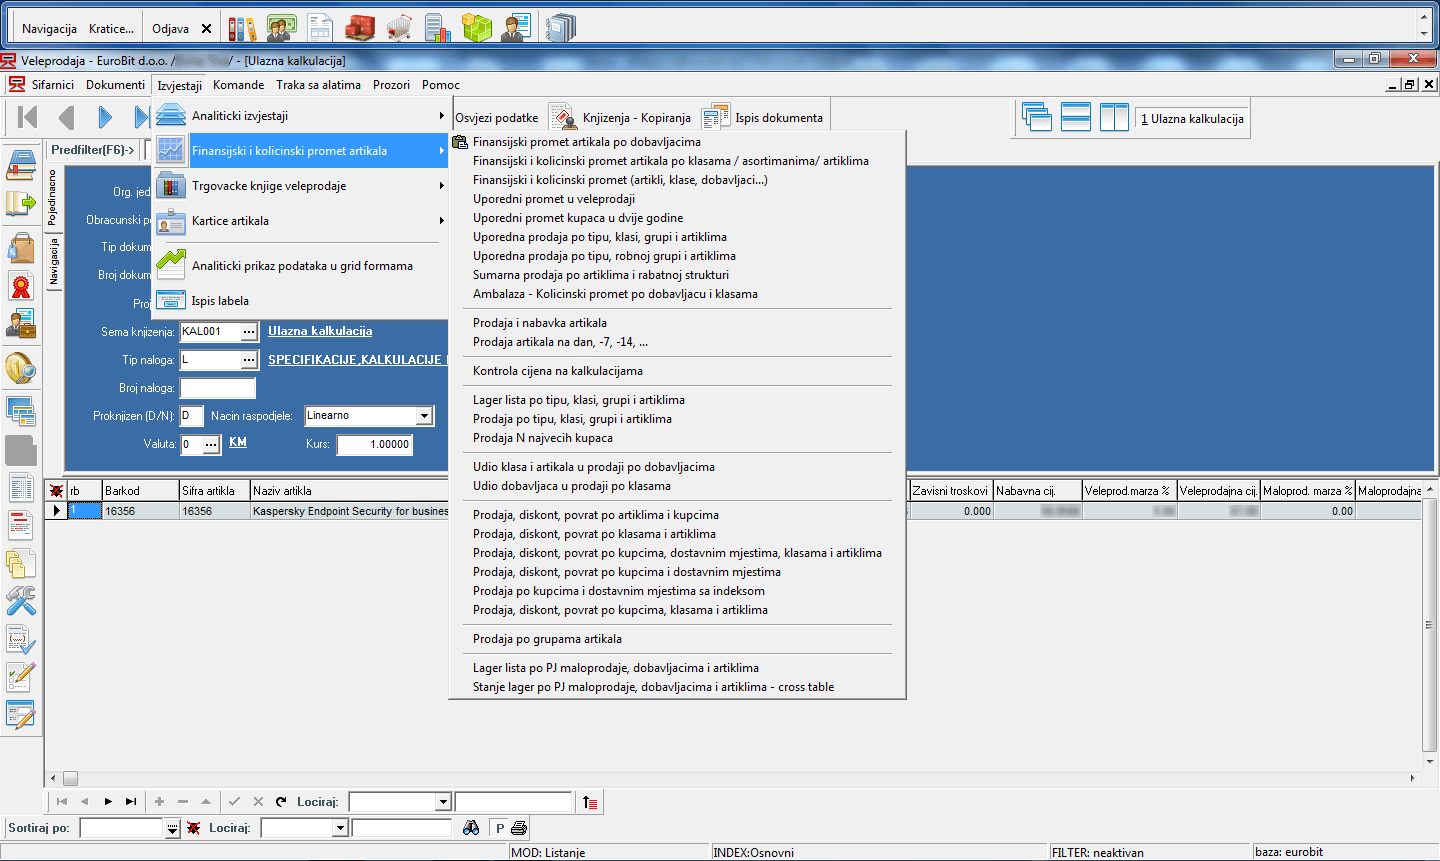 Navigacija Kratice... Odjava
Veleprodaja - EuroBit d.o.o. / / - [Ulazna kalkulacija]
Sifarnici Dokumenti Izvjestaji Komande Traka sa alatima Prozori Pomoc
Osvjezi podatke Knjizenja - Kopiranja Ispis dokumenta 1 Ulazna kalkulacija
Predfilter(F6)->
Pojedinacno
Navigacija
Analiticki izvjestaji
Finansijski i kolicinski promet artikala
Trgovacke knjige veleprodaje
Kartice artikala
Analiticki prikaz podataka u grid formama
Ispis labela
Finansijski promet artikala po dobavljacima
Finansijski i kolicinski promet artikala po klasama / asortimanima/ artiklima
Finansijski i kolicinski promet (artikli, klase, dobavljaci...)
Uporedni promet u veleprodaji
Uporedni promet kupaca u dvije godine
Uporedna prodaja po tipu, klasi, grupi i artiklima
Uporedna prodaja po tipu, robnoj grupi i artiklima
Sumarna prodaja po artiklima i rabatnoj strukturi
Ambalaza - Kolicinski promet po dobavljacu i klasama
Prodaja i nabavka artikala
Prodaja artikala na dan, -7, -14, ...
Kontrola cijena na kalkulacijama
Lager lista po tipu, klasi, grupi i artiklima
Prodaja po tipu, klasi, grupi i artiklima
Prodaja N najvecih kupaca
Udio klasa i artikala u prodaji po dobavljacima
Udio dobavljaca u prodaji po klasama
Prodaja, diskont, povrat po artiklima i kupcima
Prodaja, diskont, povrat po klasama i artiklima
Prodaja, diskont, povrat po kupcima, dostavnim mjestima, klasama i artiklima
Prodaja, diskont, povrat po kupcima i dostavnim mjestima
Prodaja po kupcima i dostavnim mjestima sa indeksom
Prodaja, diskont, povrat po kupcima, klasama i artiklima
Prodaja po grupama artikala
Lager lista po PJ maloprodaje, dobavljacima i artiklima
Stanje lager po PJ maloprodaje, dobavljacima i artiklima - cross table
Org. jed
Obracunski p
Tip dokum
Broj dokum
Proj
Sema knjizenja: KAL001 ... Ulazna kalkulacija
Tip naloga: L ... SPECIFIKACIJE,KALKULACIJE
Broj naloga:
Proknjizen (D/N): D Nacin raspodjele: Linearno
Valuta: 0 ... KM Kurs: 1.00000
rb Barkod Sifra artikla Naziv artikla Zavisni troskovi Nabavna cij. Veleprod.marza % Veleprodajna cij. Maloprod. marza % Maloprodajna
1 16356 16356 Kaspersky Endpoint Security for busines 0.000 0.00
Lociraj:
Sortiraj po: Lociraj: P
MOD: Listanje INDEX:Osnovni FILTER: neaktivan baza: eurobit